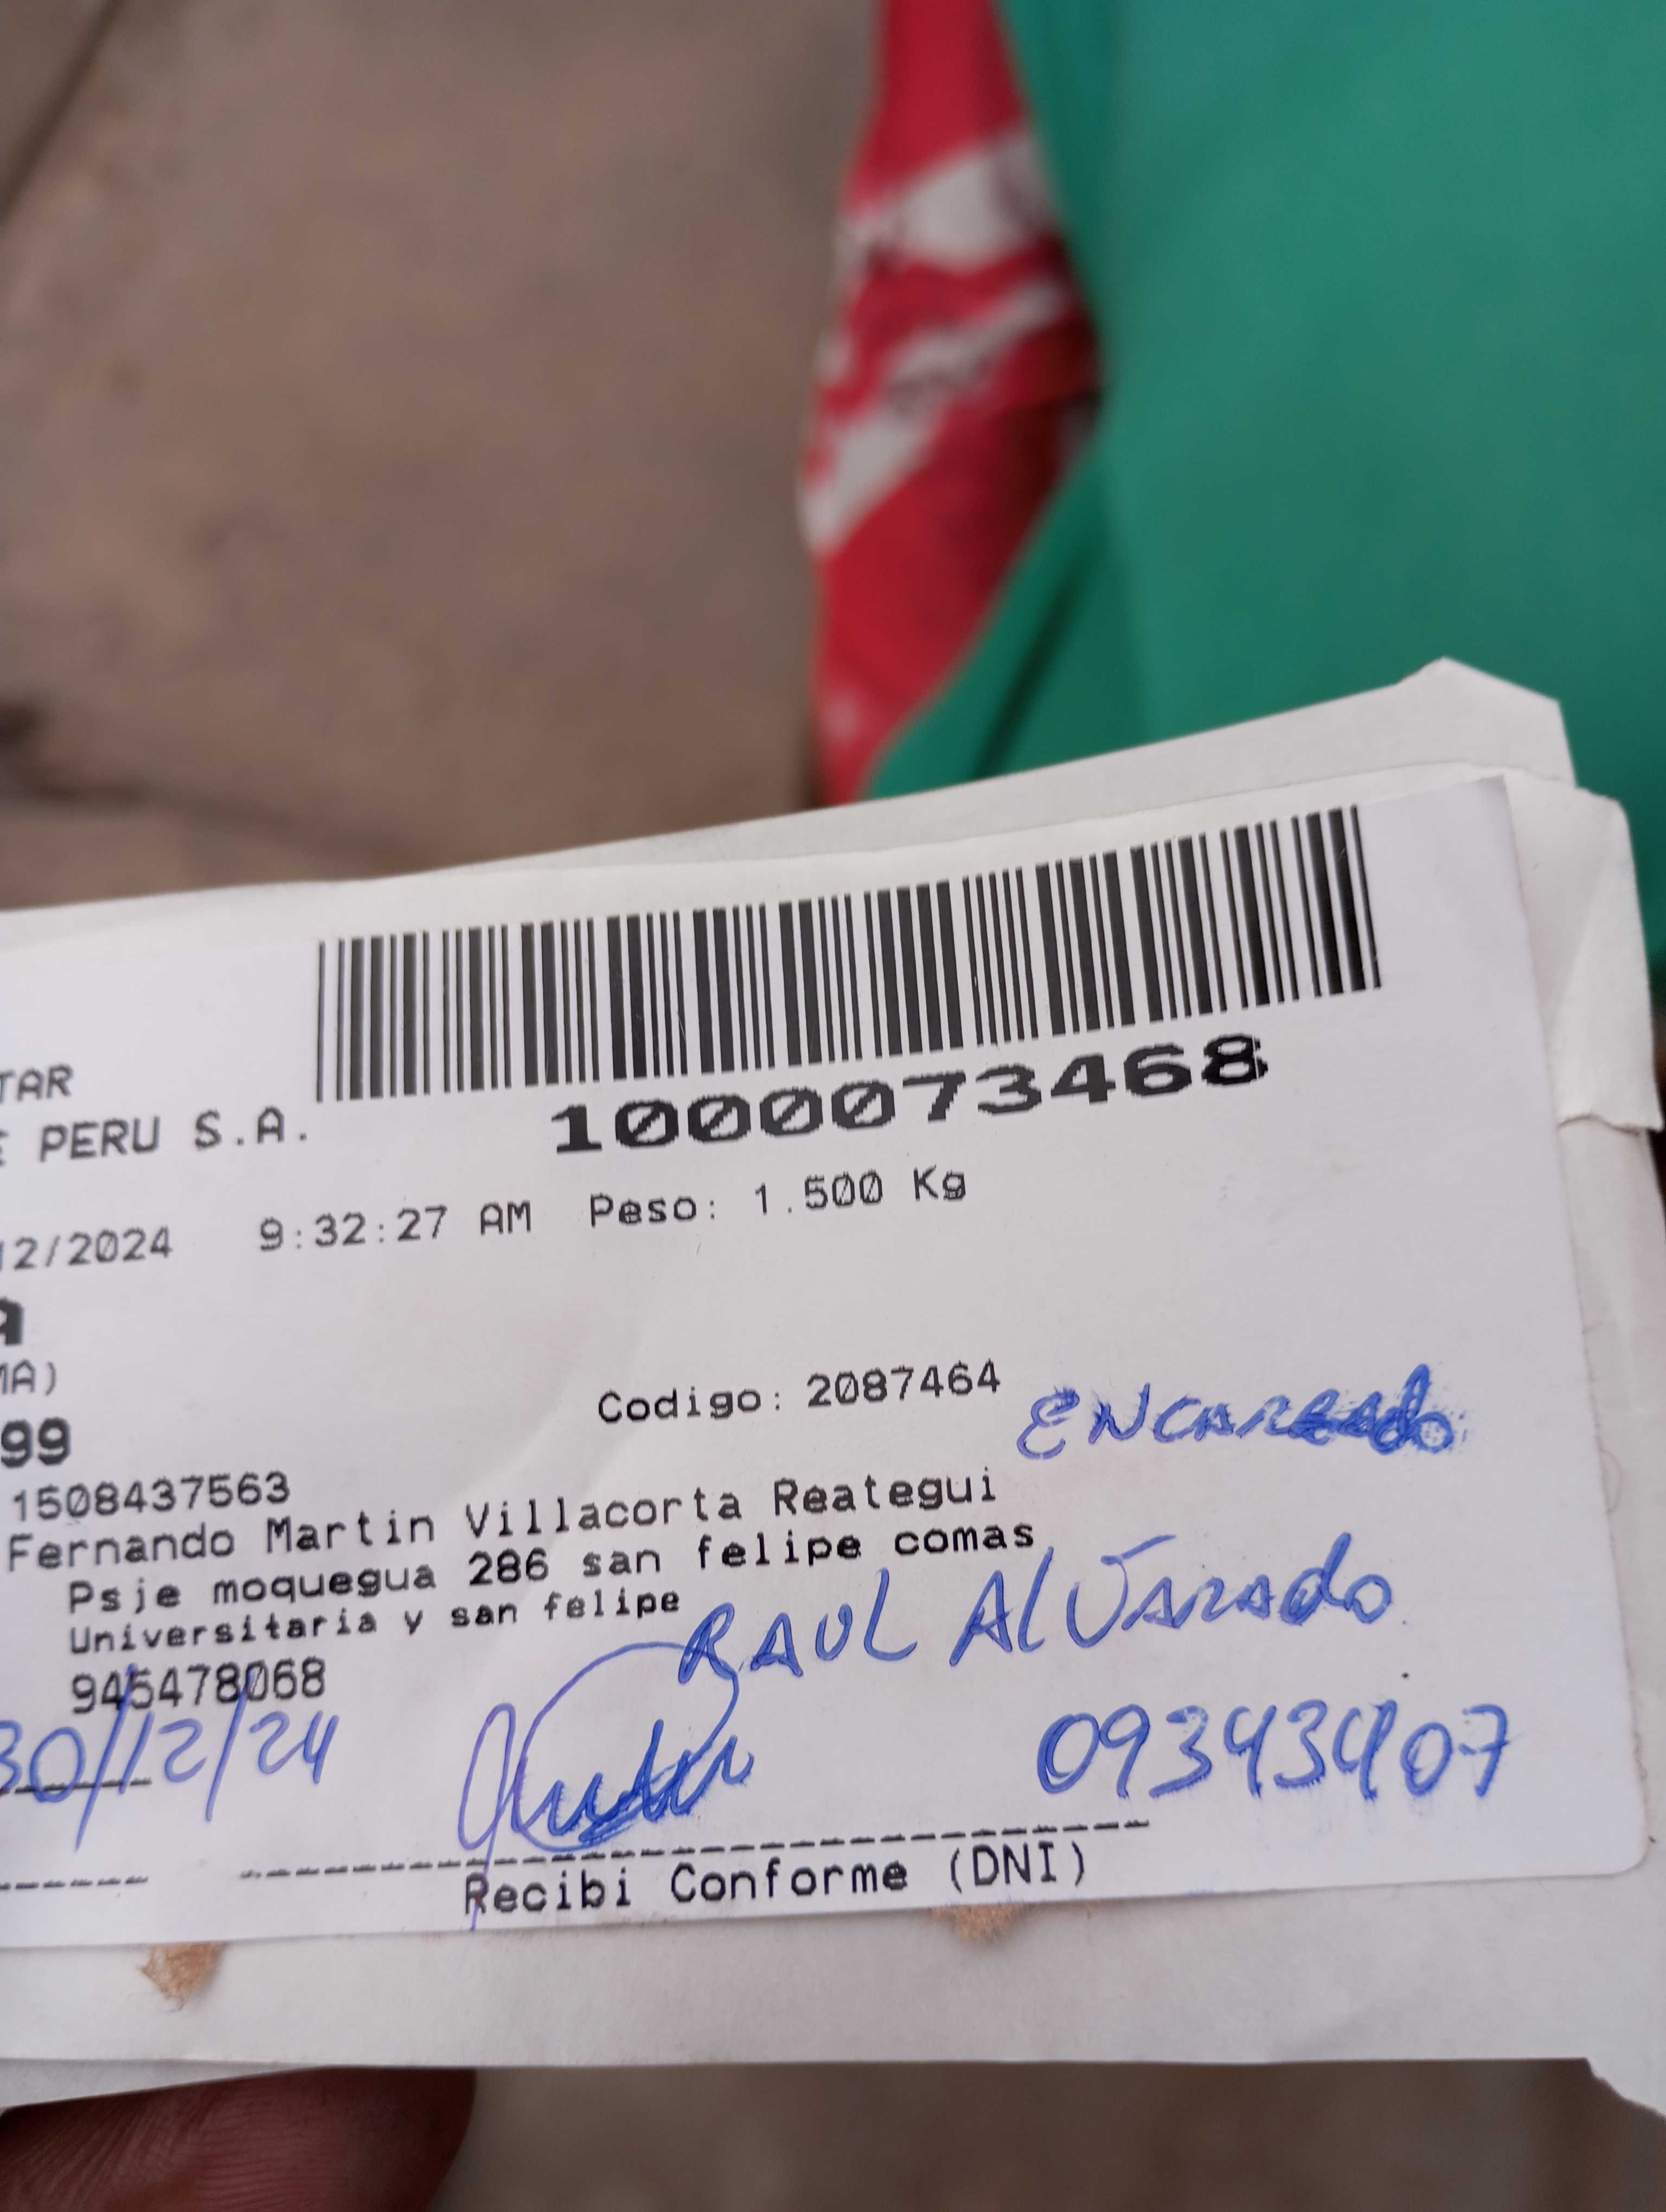 TAR
1000073468
E PERU S.A.
12/2024 9:32:27 AM Peso: 1.500 Kg
a
MA)
Codigo: 2087464
ENCARGADO
99
1508437563
Fernando Martin Villacorta Reategui
Psje moquegua 286 san felipe comas
Universitaria y san felipe
RAUL AlVARAdo
945478068
30/12/24
09343907
Recibi Conforme (DNI)